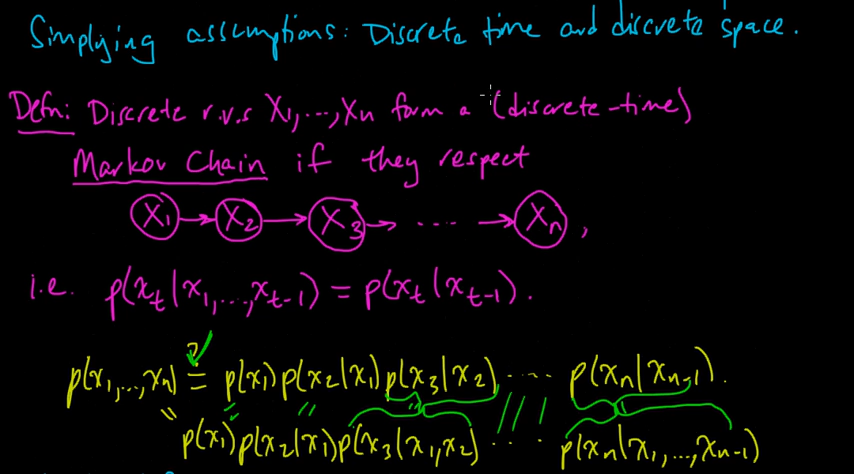 Simplying assumptions: Discrete time and discrete space.
Defn: Discrete r.v.s X₁,...,Xn form a (discrete-time)
Markov Chain if they respect
X₁ → X₂ → X₃ → .... → Xn ,
i.e. p(xt|x₁,...,xt-1) = p(xt|xt-1).
?
p(x₁,...,xn) = p(x₁)p(x₂|x₁)p(x₃|x₂) .... p(xn|xn-1).
" p(x₁)p(x₂|x₁)p(x₃|x₁,x₂) .... p(xn|x₁,...,xn-1)